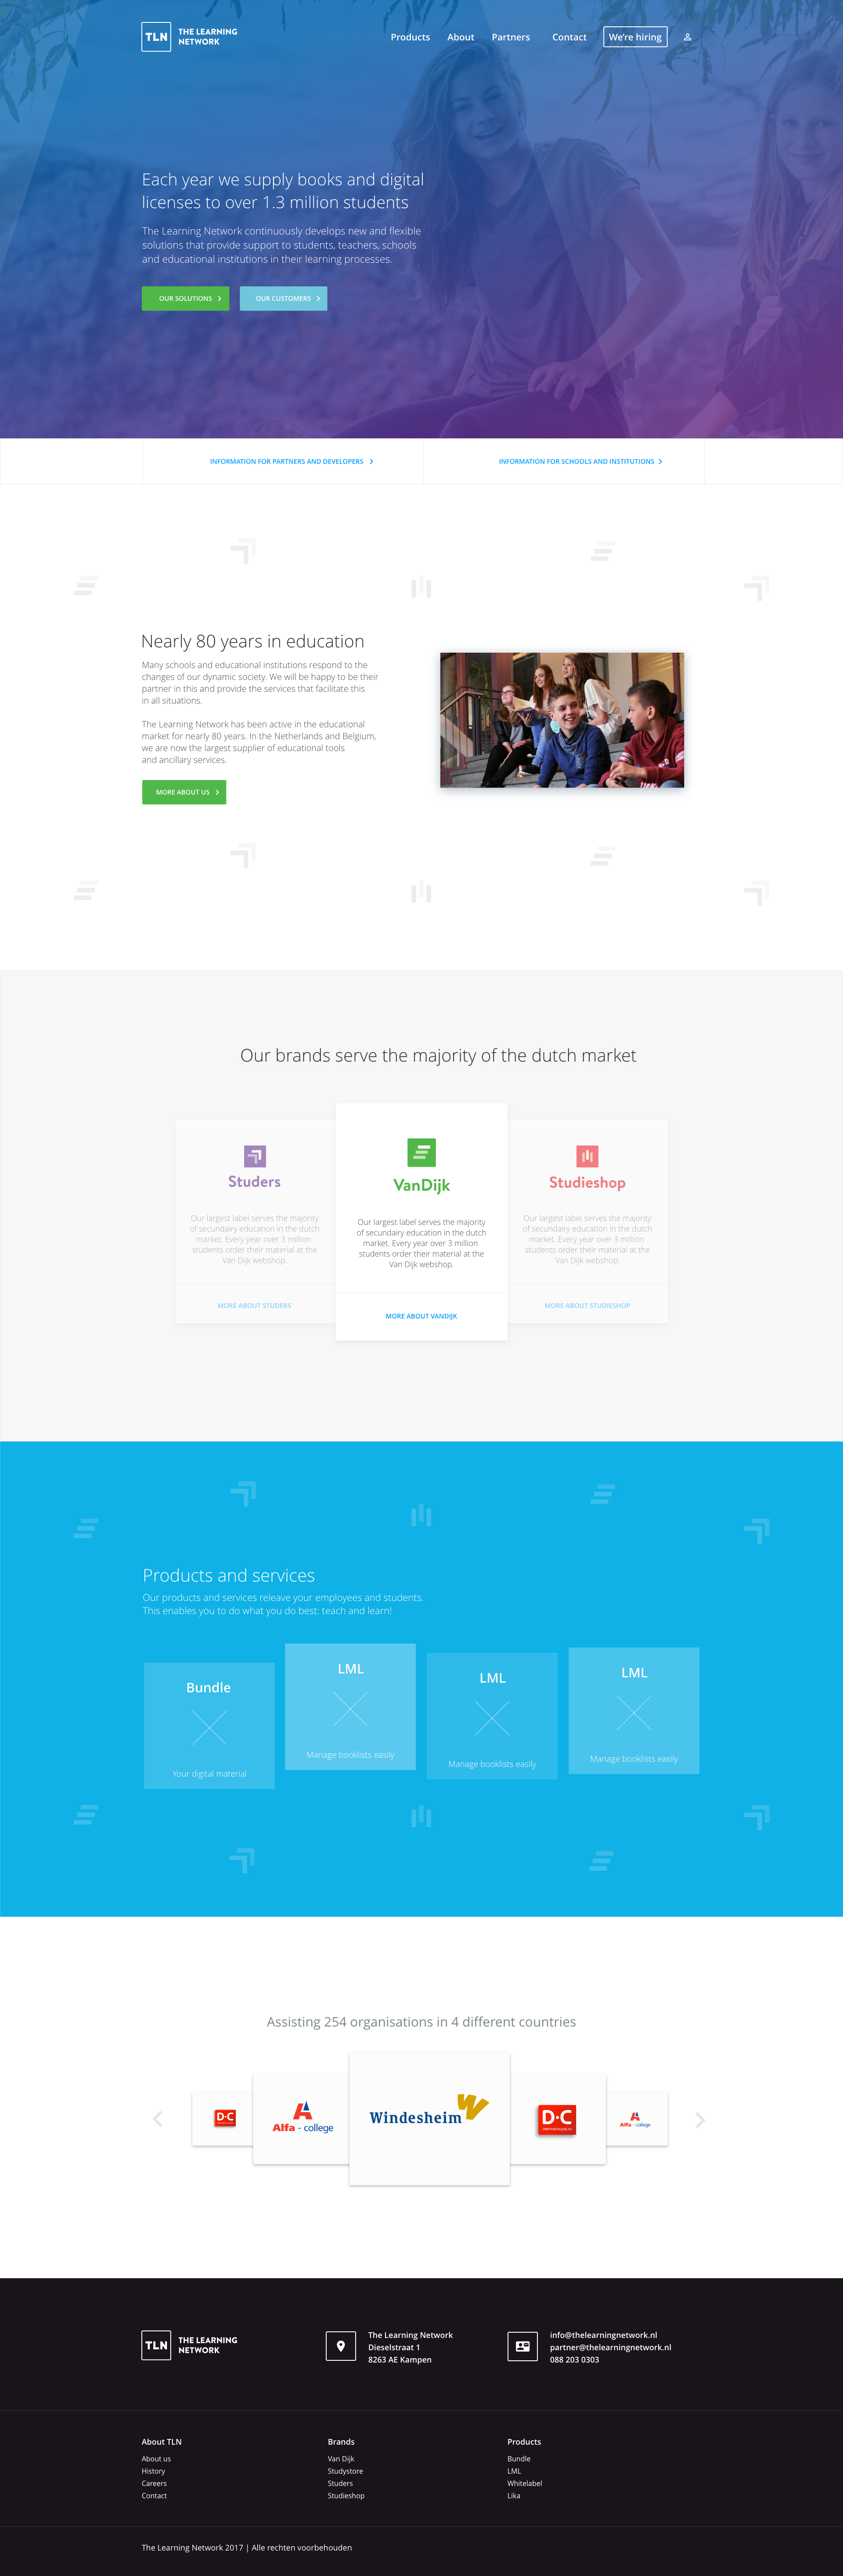 TLN THE LEARNING
NETWORK
Products About Partners Contact We're hiring
Each year we supply books and digital
licenses to over 1.3 million students
The Learning Network continuously develops new and flexible
solutions that provide support to students, teachers, schools
and educational institutions in their learning processes.
OUR SOLUTIONS OUR CUSTOMERS
INFORMATION FOR PARTNERS AND DEVELOPERS INFORMATION FOR SCHOOLS AND INSTITUTIONS
Nearly 80 years in education
Many schools and educational institutions respond to the
changes of our dynamic society. We will be happy to be their
partner in this and provide the services that facilitate this
in all situations.
The Learning Network has been active in the educational
market for nearly 80 years. In the Netherlands and Belgium,
we are now the largest supplier of educational tools
and ancillary services.
MORE ABOUT US
Our brands serve the majority of the dutch market
Studers
Our largest label serves the majority
of secundairy education in the dutch
market. Every year over 3 million
students order their material at the
Van Dijk webshop.
MORE ABOUT STUDERS
VanDijk
Our largest label serves the majority
of secundairy education in the dutch
market. Every year over 3 million
students order their material at the
Van Dijk webshop.
MORE ABOUT VANDIJK
Studieshop
Our largest label serves the majority
of secundairy education in the dutch
market. Every year over 3 million
students order their material at the
Van Dijk webshop.
MORE ABOUT STUDIESHOP
Products and services
Our products and services releave your employees and students.
This enables you to do what you do best: teach and learn!
Bundle
Your digital material
LML
Manage booklists easily
LML
Manage booklists easily
LML
Manage booklists easily
Assisting 254 organisations in 4 different countries
D·C
Alfa - college
Windesheim
D·C
Alfa - college
TLN THE LEARNING
NETWORK
The Learning Network
Dieselstraat 1
8263 AE Kampen
info@thelearningnetwork.nl
partner@thelearningnetwork.nl
088 203 0303
About TLN
About us
History
Careers
Contact
Brands
Van Dijk
Studystore
Studers
Studieshop
Products
Bundle
LML
Whitelabel
Lika
The Learning Network 2017 | Alle rechten voorbehouden